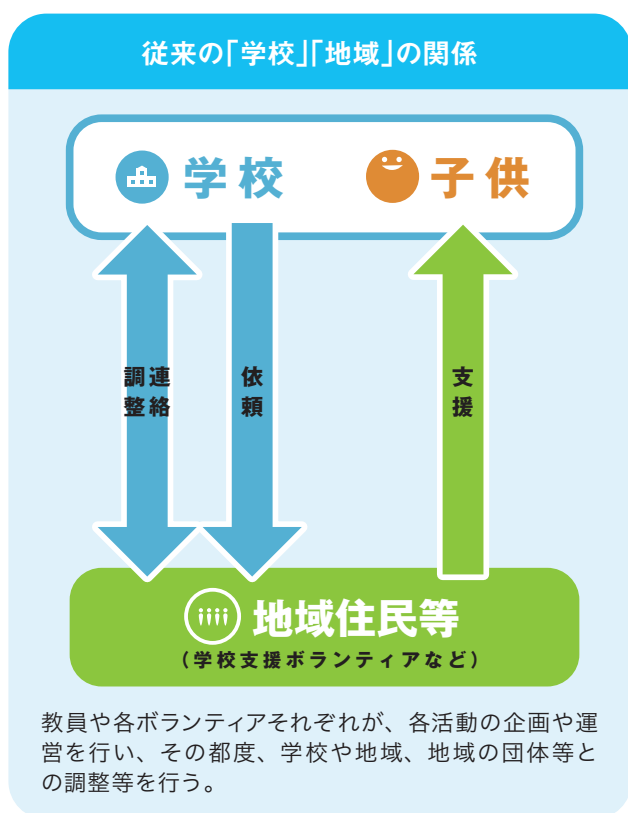 従来の「学校」「地域」の関係
学校 子供
連絡
調整
依頼
支援
地域住民等
(学校支援ボランティアなど)
教員や各ボランティアそれぞれが、各活動の企画や運
営を行い、その都度、学校や地域、地域の団体等と
の調整等を行う。